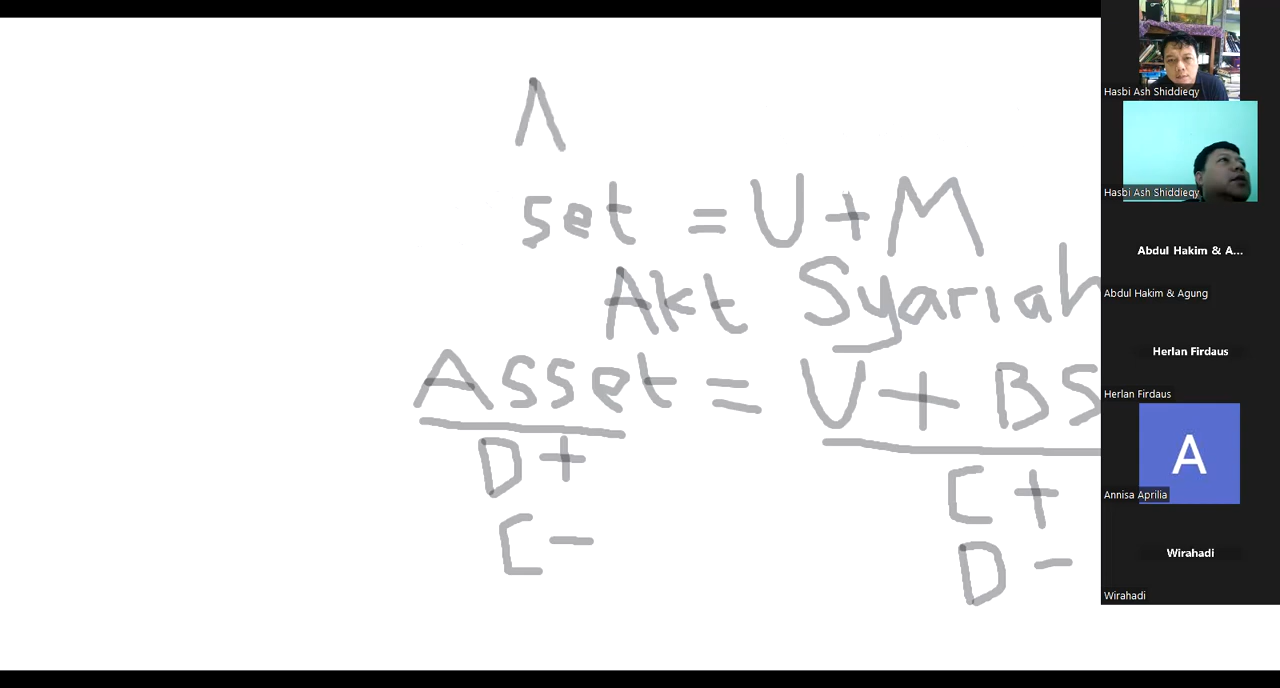 A
set = U + M
Akt Syariah
Asset = U + BS
D +
C -
C +
D -
Hasbi Ash Shiddieqy
Hasbi Ash Shiddieqy
Abdul Hakim & A...
Abdul Hakim & Agung
Herlan Firdaus
Herlan Firdaus
A
Annisa Aprilia
Wirahadi
Wirahadi